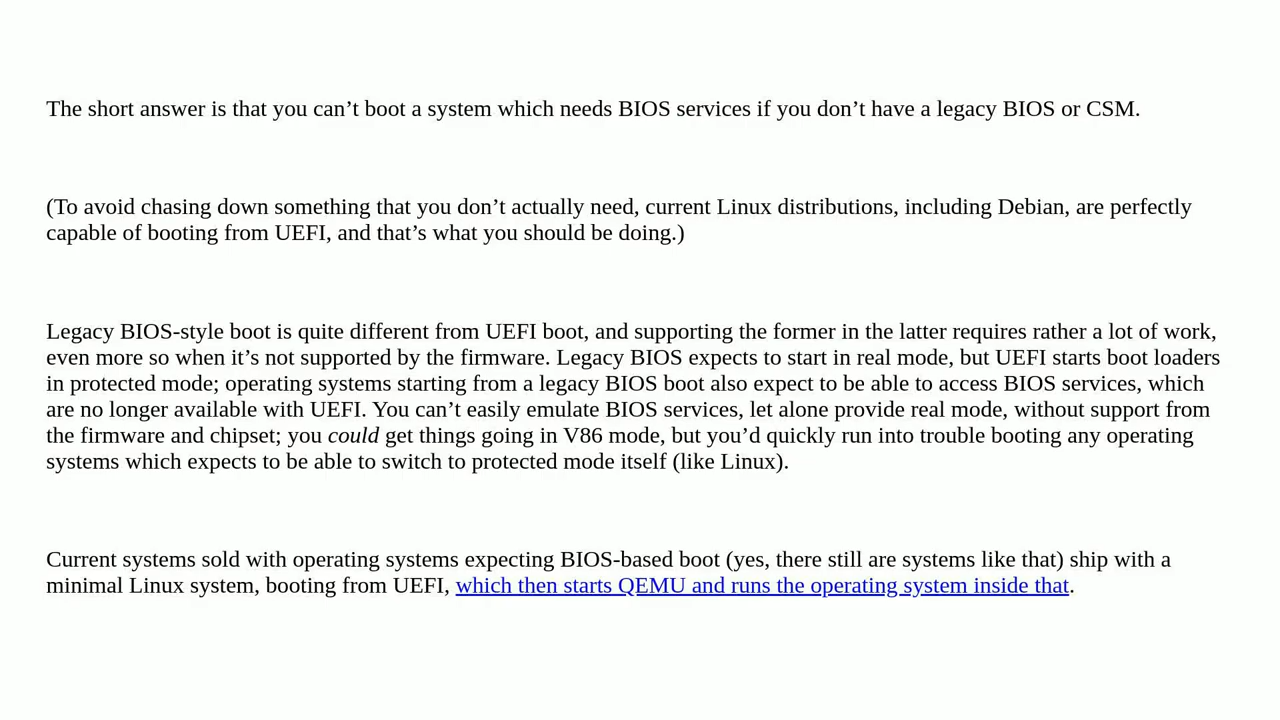 The short answer is that you can’t boot a system which needs BIOS services if you don’t have a legacy BIOS or CSM.
(To avoid chasing down something that you don’t actually need, current Linux distributions, including Debian, are perfectly
capable of booting from UEFI, and that’s what you should be doing.)
Legacy BIOS-style boot is quite different from UEFI boot, and supporting the former in the latter requires rather a lot of work,
even more so when it’s not supported by the firmware. Legacy BIOS expects to start in real mode, but UEFI starts boot loaders
in protected mode; operating systems starting from a legacy BIOS boot also expect to be able to access BIOS services, which
are no longer available with UEFI. You can’t easily emulate BIOS services, let alone provide real mode, without support from
the firmware and chipset; you could get things going in V86 mode, but you’d quickly run into trouble booting any operating
systems which expects to be able to switch to protected mode itself (like Linux).
Current systems sold with operating systems expecting BIOS-based boot (yes, there still are systems like that) ship with a
minimal Linux system, booting from UEFI, which then starts QEMU and runs the operating system inside that.